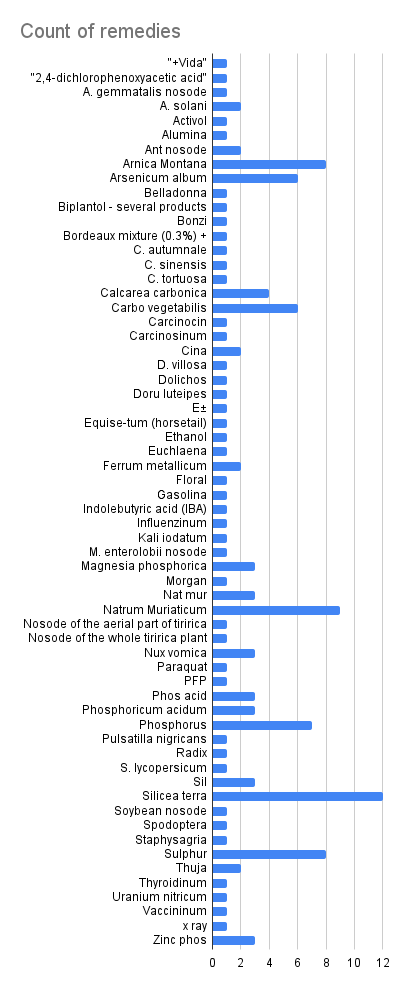 Count of remedies
"+Vida"
"2,4-dichlorophenoxyacetic acid"
A. gemmatalis nosode
A. solani
Activol
Alumina
Ant nosode
Arnica Montana
Arsenicum album
Belladonna
Biplantol - several products
Bonzi
Bordeaux mixture (0.3%) +
C. autumnale
C. sinensis
C. tortuosa
Calcarea carbonica
Carbo vegetabilis
Carcinocin
Carcinosinum
Cina
D. villosa
Dolichos
Doru luteipes
E±
Equise-tum (horsetail)
Ethanol
Euchlaena
Ferrum metallicum
Floral
Gasolina
Indolebutyric acid (IBA)
Influenzinum
Kali iodatum
M. enterolobii nosode
Magnesia phosphorica
Morgan
Nat mur
Natrum Muriaticum
Nosode of the aerial part of tiririca
Nosode of the whole tiririca plant
Nux vomica
Paraquat
PFP
Phos acid
Phosphoricum acidum
Phosphorus
Pulsatilla nigricans
Radix
S. lycopersicum
Sil
Silicea terra
Soybean nosode
Spodoptera
Staphysagria
Sulphur
Thuja
Thyroidinum
Uranium nitricum
Vaccininum
x ray
Zinc phos
0 2 4 6 8 10 12